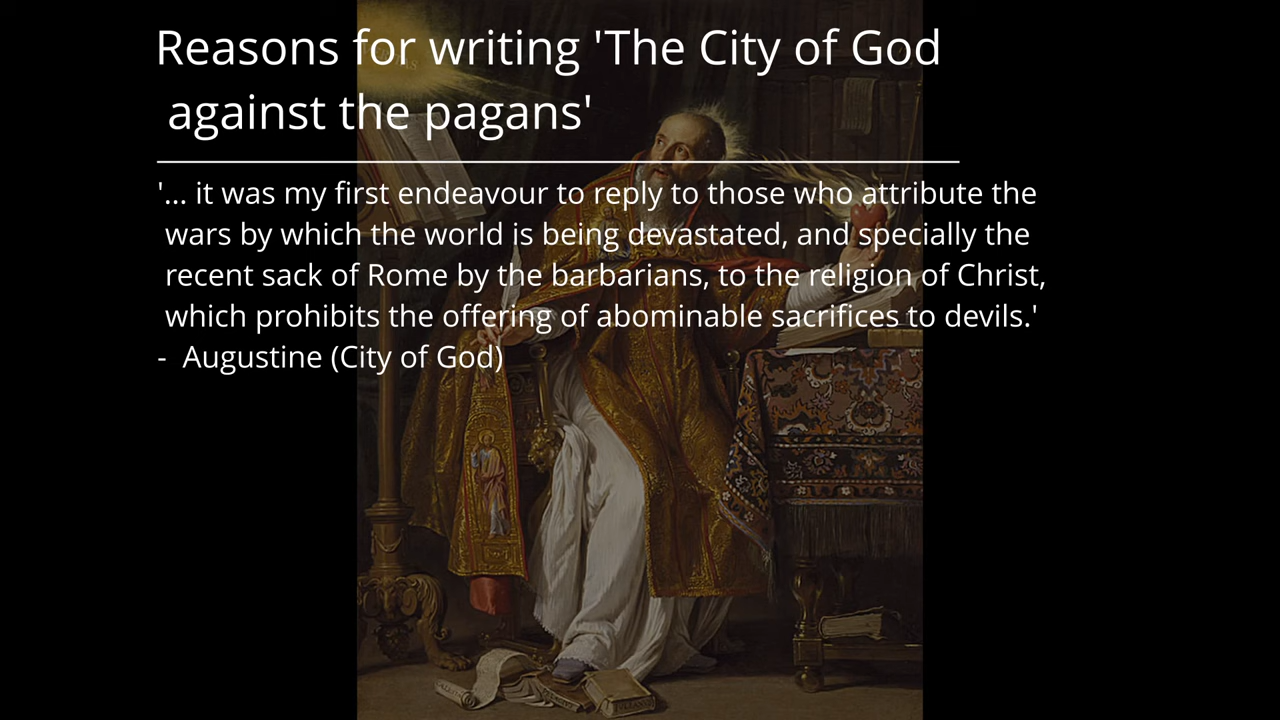 Reasons for writing 'The City of God
against the pagans'
'... it was my first endeavour to reply to those who attribute the
wars by which the world is being devastated, and specially the
recent sack of Rome by the barbarians, to the religion of Christ,
which prohibits the offering of abominable sacrifices to devils.'
- Augustine (City of God)